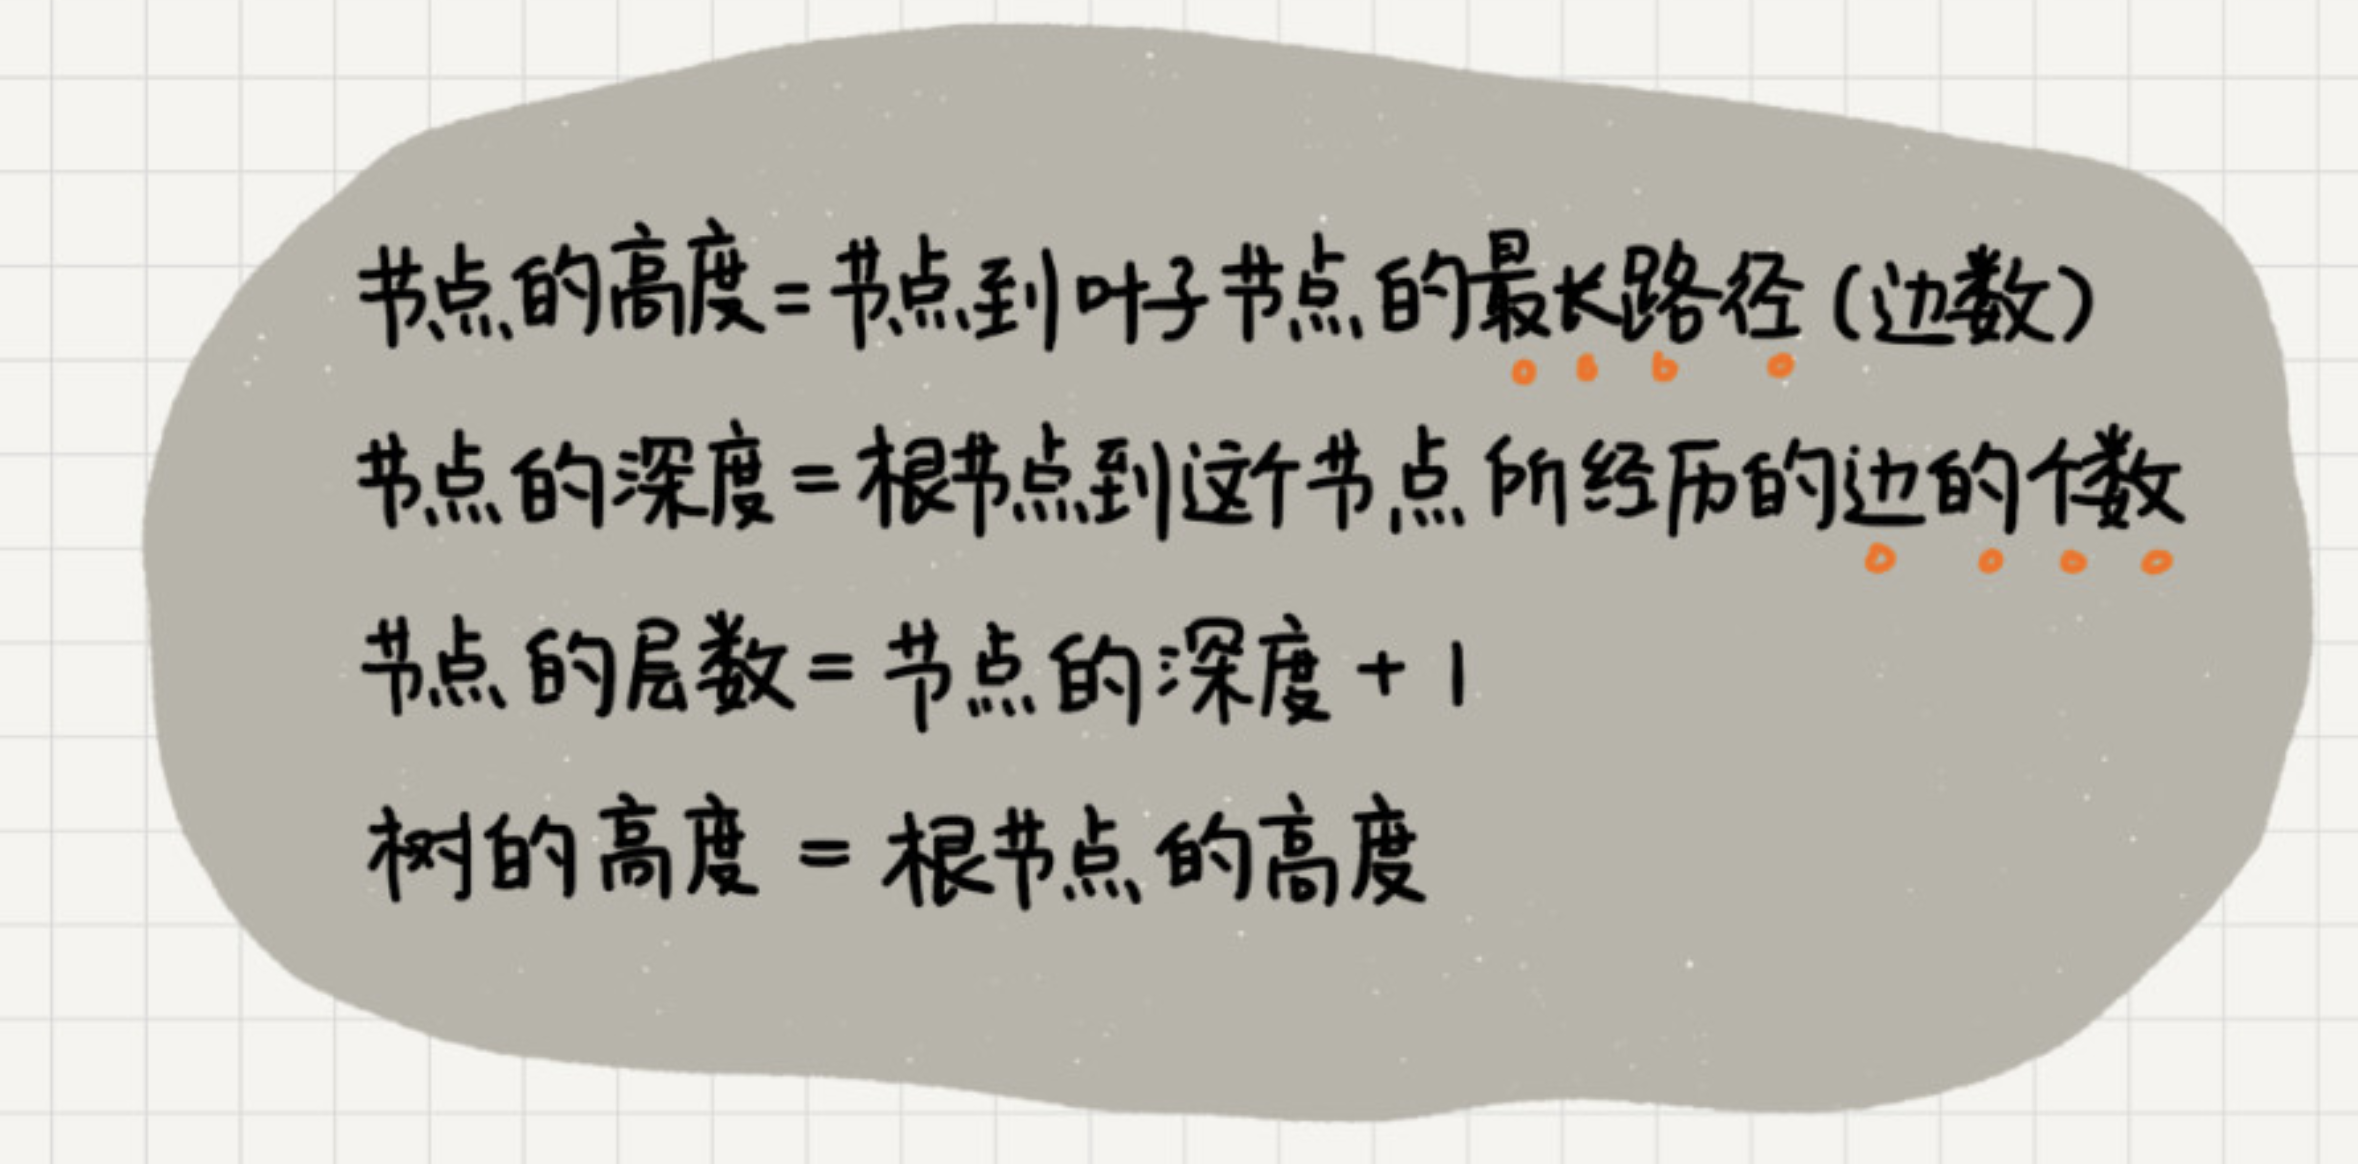 节点的高度=节点到叶子节点的最长路径(边数)
节点的深度=根节点到这个节点所经历的边的个数
节点的层数=节点的深度+1
树的高度=根节点的高度